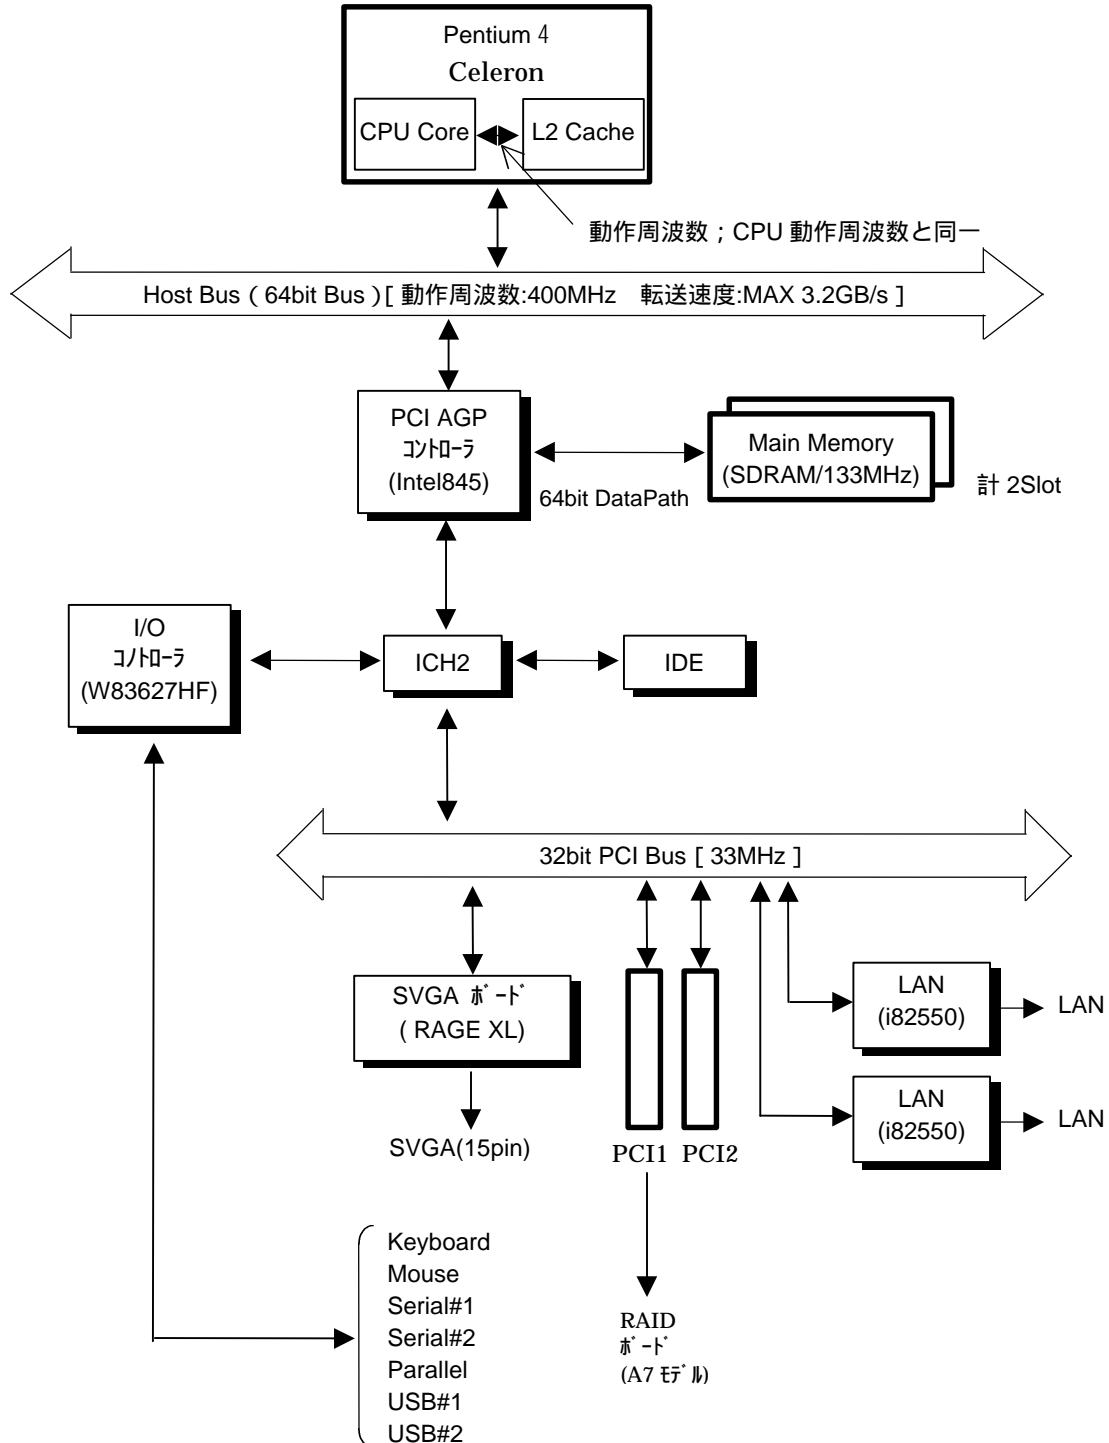 Pentium 4
Celeron
CPU Core
L2 Cache
動作周波数；CPU 動作周波数と同一
Host Bus（64bit Bus）[ 動作周波数:400MHz　転送速度:MAX 3.2GB/s ]
PCI AGP
ｺﾝﾄﾛｰﾗ
(Intel845)
64bit DataPath
Main Memory
(SDRAM/133MHz)
計 2Slot
I/O
ｺﾉﾄﾛｰﾗ
(W83627HF)
ICH2
IDE
32bit PCI Bus [ 33MHz ]
SVGA ﾎﾞｰﾄﾞ
( RAGE XL)
SVGA(15pin)
PCI1
PCI2
LAN
(i82550)
LAN
LAN
(i82550)
LAN
Keyboard
Mouse
Serial#1
Serial#2
Parallel
USB#1
USB#2
RAID
ﾎﾞｰﾄﾞ
(A7 ﾓﾃﾞﾙ)